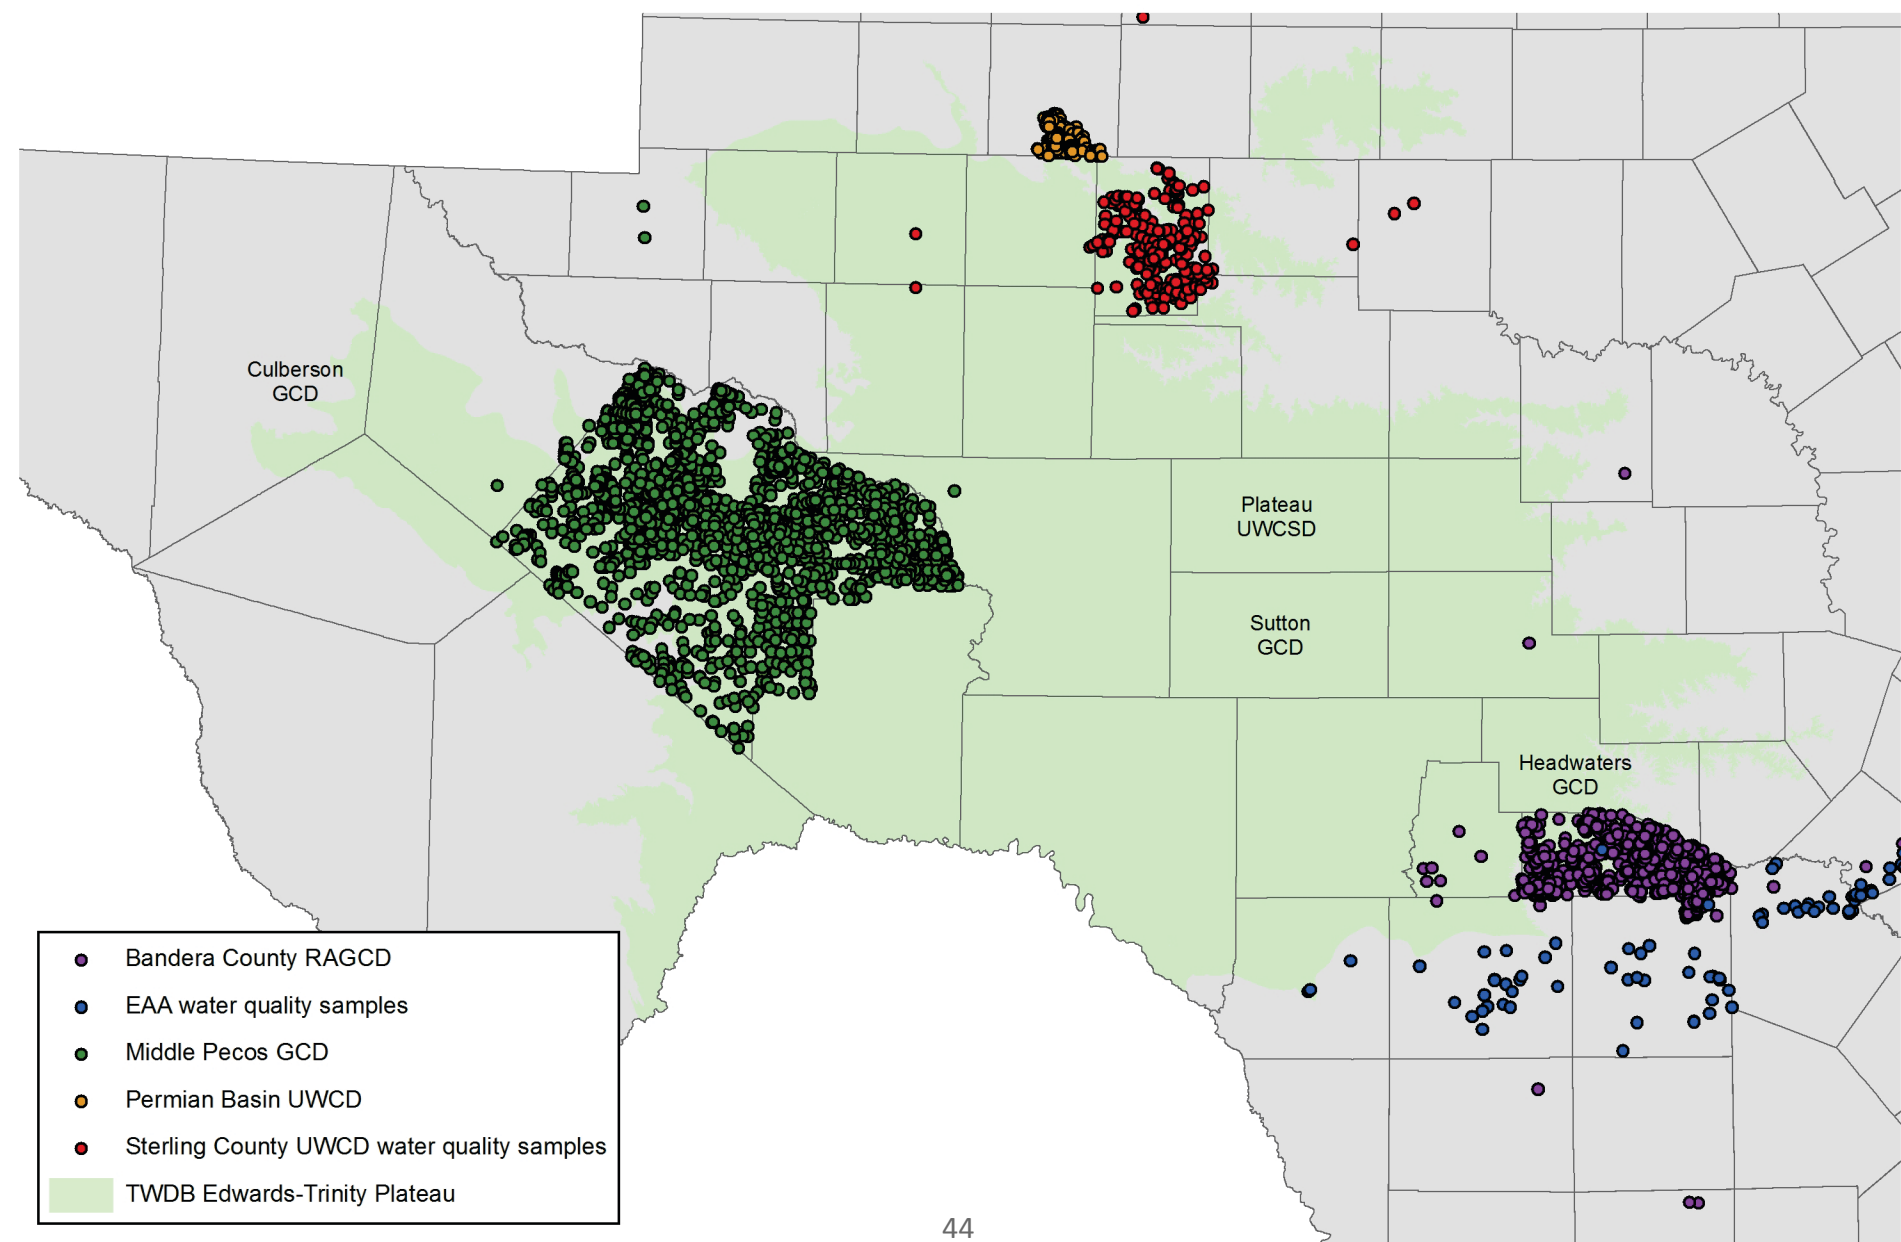 Culberson
GCD
Plateau
UWCSD
Sutton
GCD
Headwaters
GCD
Bandera County RAGCD
EAA water quality samples
Middle Pecos GCD
Permian Basin UWCD
Sterling County UWCD water quality samples
TWDB Edwards-Trinity Plateau
44